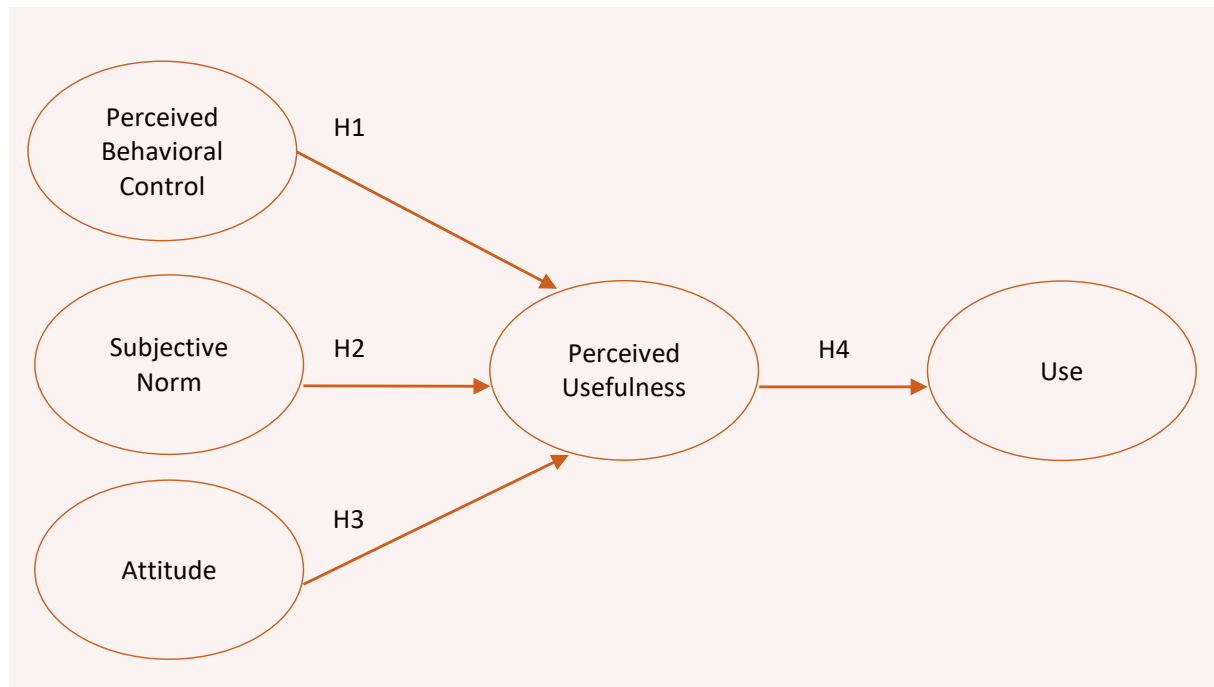 Perceived
Behavioral
Control
H1
Subjective
Norm
H2
Perceived
Usefulness
H4
Use
H3
Attitude